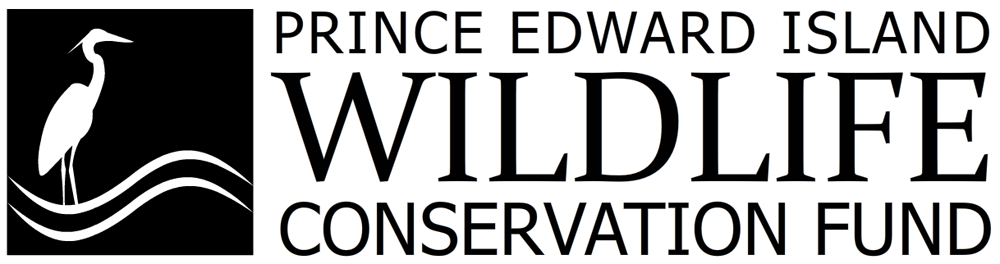 PRINCE EDWARD ISLAND
WILDLIFE
CONSERVATION FUND